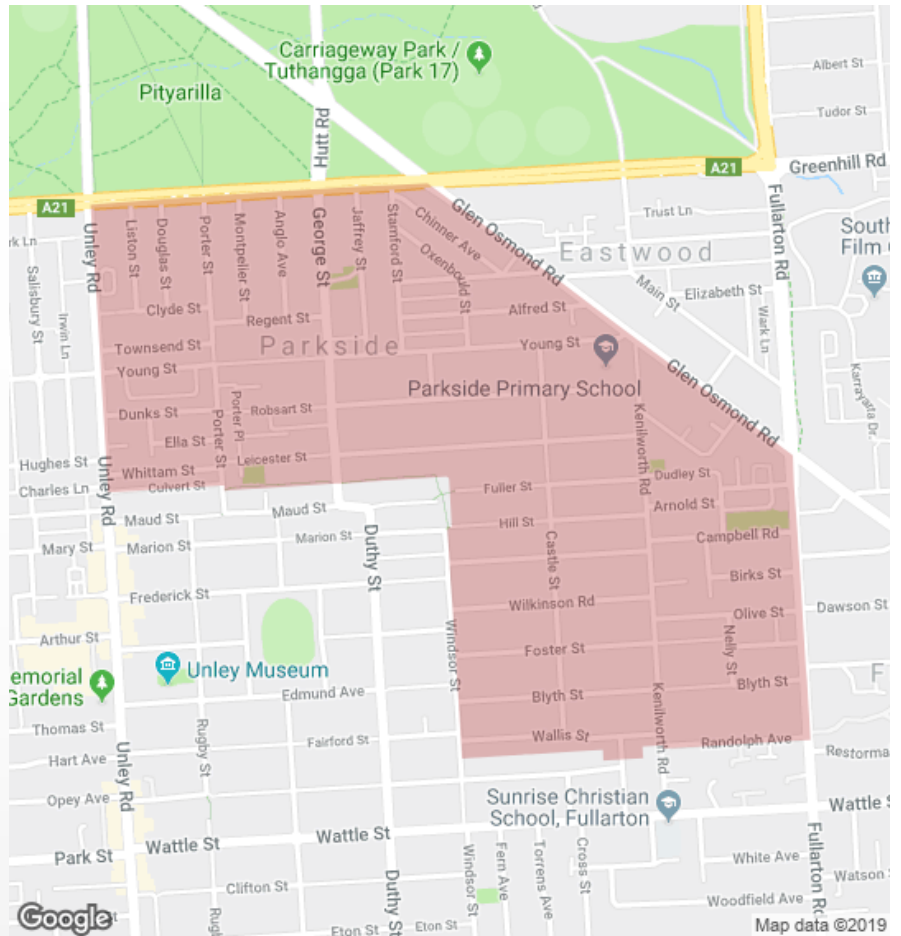 Carriageway Park /
Tuthangga (Park 17)
Pityarilla
Hutt Rd
Albert St
Tudor St
A21
Greenhill Rd
A21
Glen Osmond Rd
Trust Ln
Fullarton Rd
South
Film
rk Ln
Unley Rd
Liston St
Douglas St
Porter St
Montpelier St
Anglo Ave
George St
Jaffrey St
Stamford St
Chinner Ave
Oxenbould St
Eastwood
Main St
Elizabeth St
Wark Ln
Karrayatta Dr.
Salisbury St
Irwin Ln
Clyde St
Regent St
Alfred St
Townsend St
Parkside
Young St
Young St
Parkside Primary School
Glen Osmond Rd
Dunks St
Porter Pl
Robsart St
Porter St
Kenilworth Rd
Ella St
Leicester St
Hughes St
Unley Rd
Whittam St
Culvert St
Charles Ln
Fuller St
Dudley St
Arnold St
Maud St
Maud St
Hill St
Mary St
Marion St
Marion St
Duthy St
Castle St
Campbell Rd
Birks St
Frederick St
Wilkinson Rd
Olive St
Dawson St
Arthur St
Windsor St
Foster St
Nelly St
emorial
Gardens
Unley Museum
F
Edmund Ave
Blyth St
Blyth St
Thomas St
Rugby St
Kenilworth Rd
Hart Ave
Unley Rd
Fairford St
Wallis St
Randolph Ave
Restorma
Opey Ave
Sunrise Christian
School, Fullarton
Wattle S
Wattle St
Park St
Wattle St
Fullarton Rd
Windsor St
Fern Ave
Torrens Ave
Cross St
White Ave
Watson
Duthy St
Clifton St
Woodfield Ave
Rugb
Eton St
Eton St
Google
st
Map data ©2019